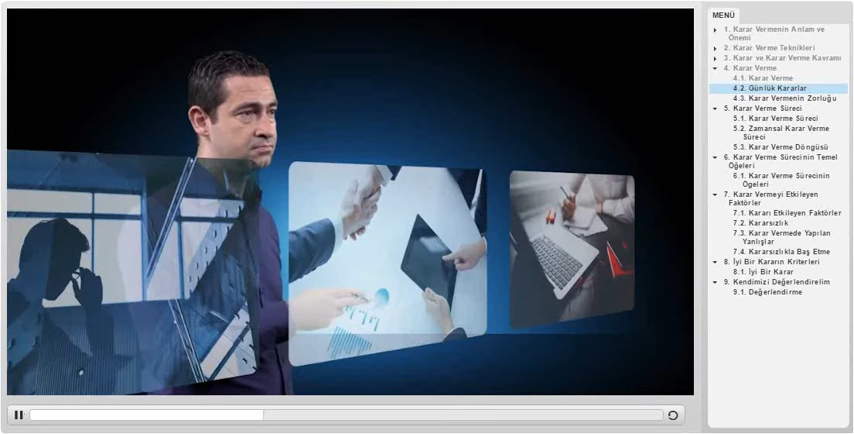 MENÜ
1. Karar Vermenin Anlam ve
Önemi
2. Karar Verme Teknikleri
3. Karar ve Karar Verme Kavramı
4. Karar Verme
4.1. Karar Verme
4.2. Günlük Kararlar
4.3. Karar Vermenin Zorluğu
5. Karar Verme Süreci
5.1. Karar Verme Süreci
5.2. Zamansal Karar Verme
Süreci
5.3. Karar Verme Döngüsü
6. Karar Verme Sürecinin Temel
Öğeleri
6.1. Karar Verme Sürecinin
Ögeleri
7. Karar Vermeyi Etkileyen
Faktörler
7.1. Kararı Etkileyen Faktörler
7.2. Kararsızlık
7.3. Karar Vermede Yapılan
Yanlışlar
7.4. Kararsızlıkla Baş Etme
8. İyi Bir Kararın Kriterleri
8.1. İyi Bir Karar
9. Kendimizi Değerlendirelim
9.1. Değerlendirme